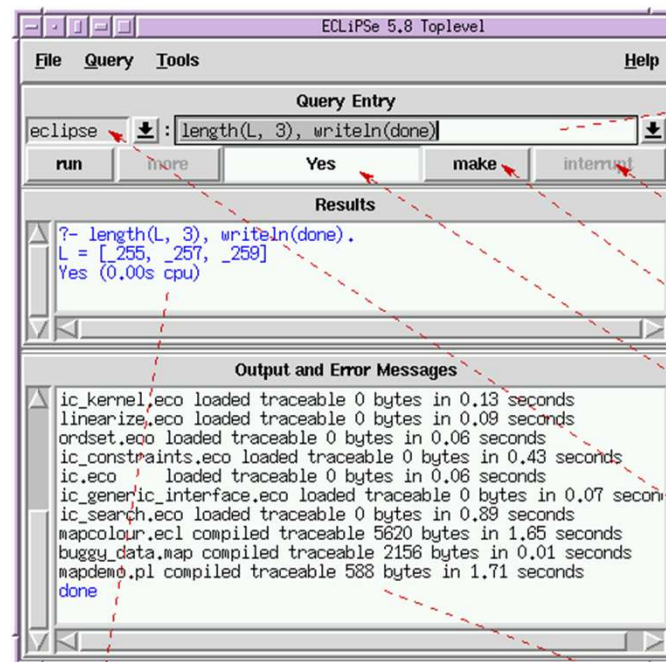 ECLiPSe 5.8 Toplevel
File Query Tools Help
Query Entry
eclipse : length(L, 3), writeln(done)
run more Yes make interrupt
Results
?- length(L, 3), writeln(done).
L = [_255, _257, _259]
Yes (0.00s cpu)
Output and Error Messages
ic_kernel.eco loaded traceable 0 bytes in 0.13 seconds
linearize.eco loaded traceable 0 bytes in 0.09 seconds
ordset.eco loaded traceable 0 bytes in 0.06 seconds
ic_constraints.eco loaded traceable 0 bytes in 0.43 seconds
ic.eco loaded traceable 0 bytes in 0.06 seconds
ic_generic_interface.eco loaded traceable 0 bytes in 0.07 secon
ic_search.eco loaded traceable 0 bytes in 0.89 seconds
mapcolour.ecl compiled traceable 5620 bytes in 1.65 seconds
buggy_data.map compiled traceable 2156 bytes in 0.01 seconds
mapdemo.pl compiled traceable 588 bytes in 1.71 seconds
done